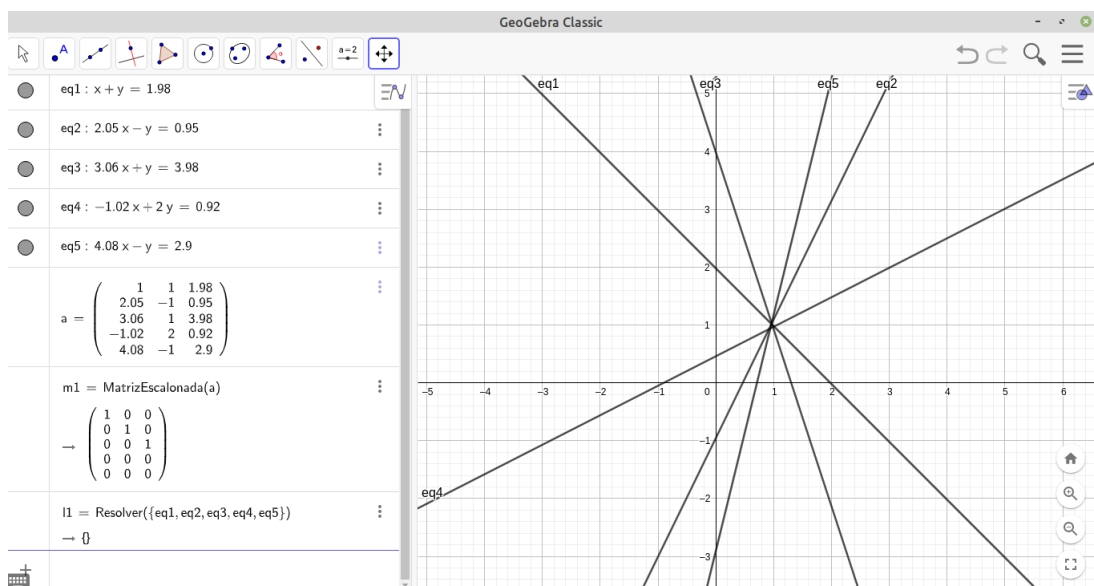 GeoGebra Classic
A
a=2
eq1 : x + y = 1.98
eq2 : 2.05 x − y = 0.95
eq3 : 3.06 x + y = 3.98
eq4 : −1.02 x + 2 y = 0.92
eq5 : 4.08 x − y = 2.9
1 1 1.98
2.05 −1 0.95
a = 3.06 1 3.98
−1.02 2 0.92
4.08 −1 2.9
m1 = MatrizEscalonada(a)
1 0 0
0 1 0
→ 0 0 1
0 0 0
0 0 0
l1 = Resolver({eq1, eq2, eq3, eq4, eq5})
→ {}
eq1 eq3 eq5 eq2
5
4
3
2
1
−5 −4 −3 −2 −1 0 1 2 3 4 5 6
−1
eq4
−2
−3